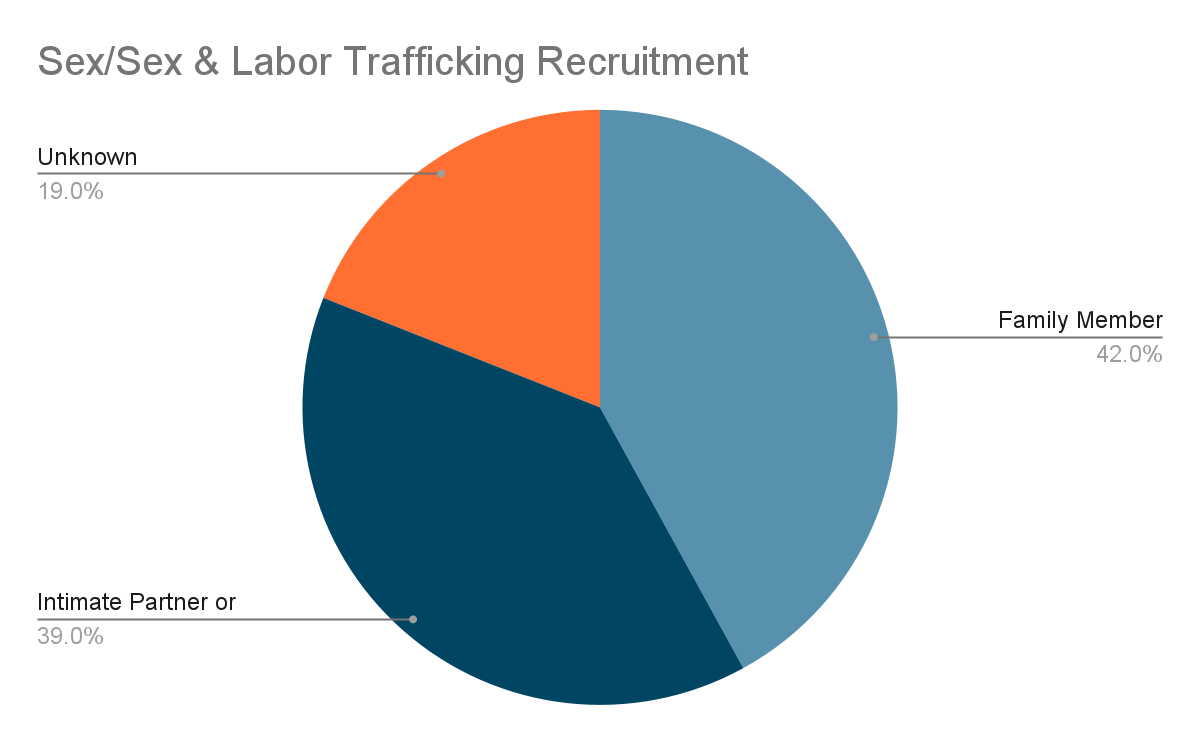 Sex/Sex & Labor Trafficking Recruitment
Unknown
19.0%
Family Member
42.0%
Intimate Partner or
39.0%